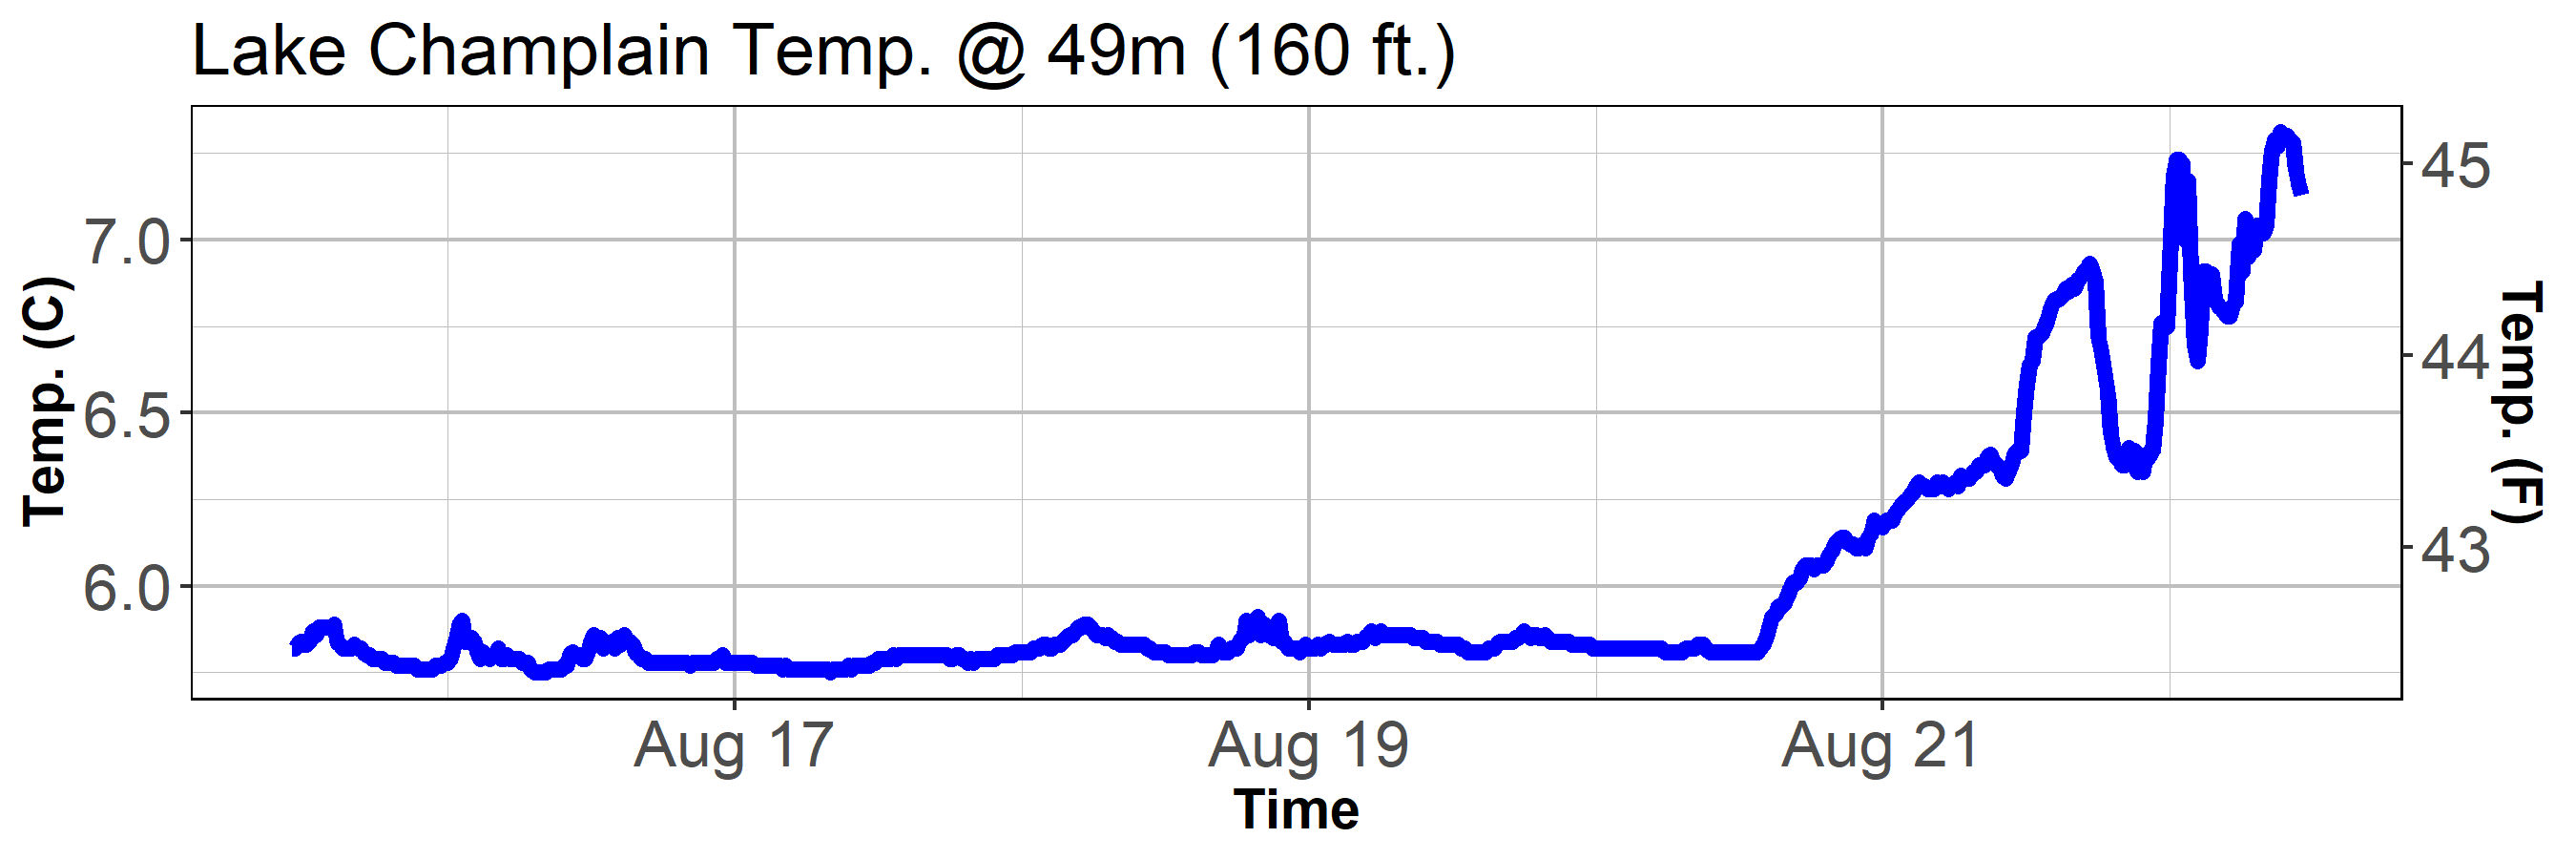 Lake Champlain Temp. @ 49m (160 ft.)
Temp. (C)
7.0
6.5
6.0
45
44
43
Temp. (F)
Aug 17
Aug 19
Aug 21
Time